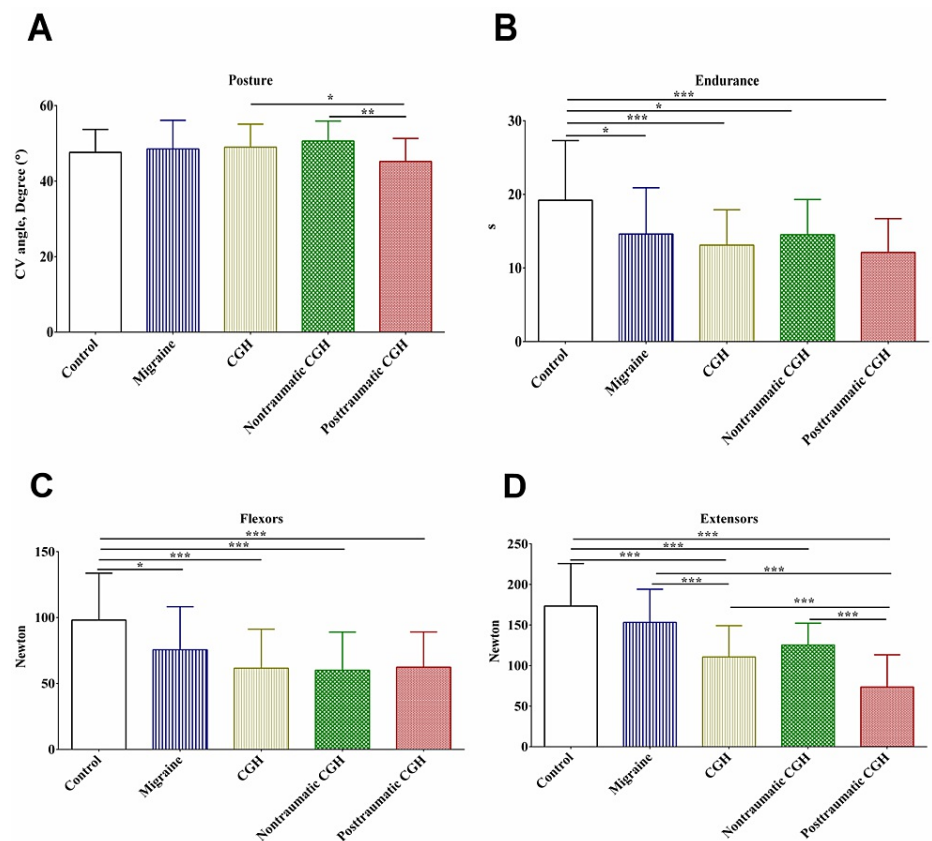 A
Posture
*
**
CV angle, Degree (°)
60
40
20
0
Control
Migraine
CGH
Nontraumatic CGH
Posttraumatic CGH
B
Endurance
***
*
***
*
s
30
20
10
0
Control
Migraine
CGH
Nontraumatic CGH
Posttraumatic CGH
C
Flexors
***
***
***
*
Newton
150
100
50
0
Control
Migraine
CGH
Nontraumatic CGH
Posttraumatic CGH
D
Extensors
***
***
***
***
***
***
***
Newton
250
200
150
100
50
0
Control
Migraine
CGH
Nontraumatic CGH
Posttraumatic CGH